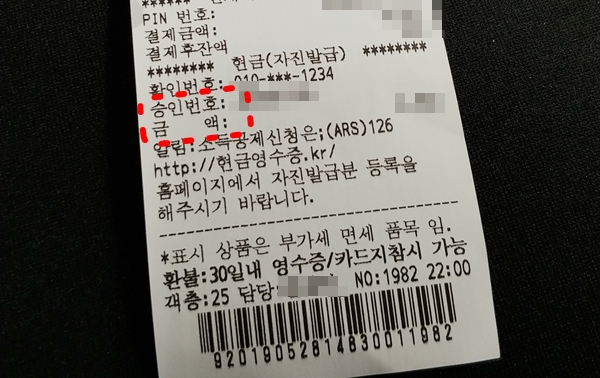 PIN 번호:
결제금액:
결제후잔액
******** 현금(자진발급) ********
확인번호: 010-***-1234
승인번호:
금 액:
알림:소득공제신청은;(ARS)126
http://현금영수증.kr/
홈페이지에서 자진발급분 등록을
해주시기 바랍니다.
*표시 상품은 부가세 면세 품목 임.
환불:30일내 영수증/카드지참시 가능
객층:25 담당: NO:1982 22:00
9201905281483001 1982